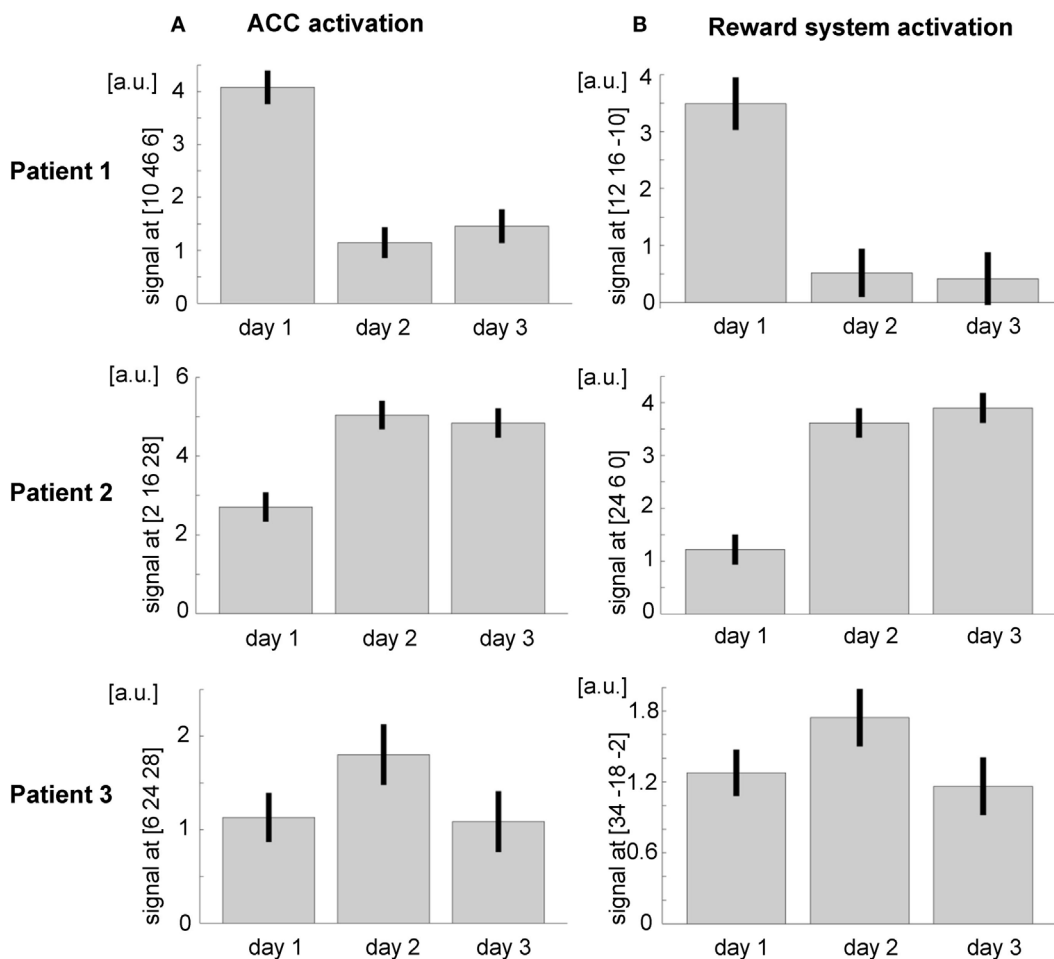 A ACC activation
B Reward system activation
Patient 1
[a.u.]
signal at [10 46 6]
4
3
2
1
0
day 1 day 2 day 3
[a.u.]
signal at [12 16 -10]
4
3
2
1
0
day 1 day 2 day 3
Patient 2
[a.u.]
signal at [2 16 28]
6
4
2
0
day 1 day 2 day 3
[a.u.]
signal at [24 6 0]
4
3
2
1
0
day 1 day 2 day 3
Patient 3
[a.u.]
signal at [6 24 28]
2
1
0
day 1 day 2 day 3
[a.u.]
signal at [34 -18 -2]
1.8
1.2
0.6
0
day 1 day 2 day 3